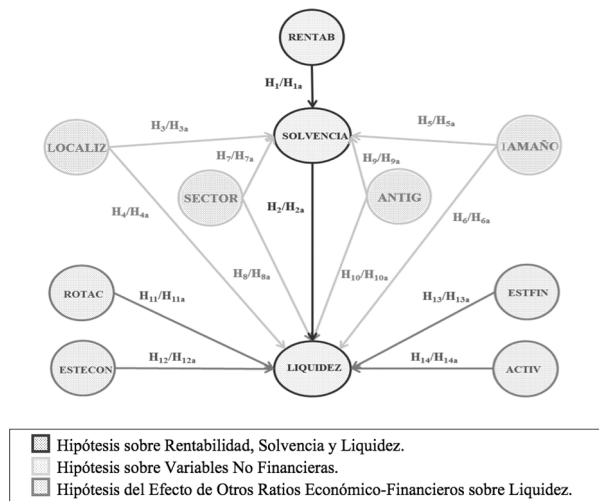 RENTAB
H1/H1a
H3/H3a
H5/H5a
LOCALIZ
SOLVENCIA
TAMAÑO
H7/H7a
H9/H9a
SECTOR
ANTIG
H4/H4a
H2/H2a
H6/H6a
H8/H8a
H10/H10a
ROTAC
H11/H11a
H13/H13a
ESTFIN
ESTECON
H12/H12a
LIQUIDEZ
H14/H14a
ACTIV
Hipótesis sobre Rentabilidad, Solvencia y Liquidez.
Hipótesis sobre Variables No Financieras.
Hipótesis del Efecto de Otros Ratios Económico-Financieros sobre Liquidez.